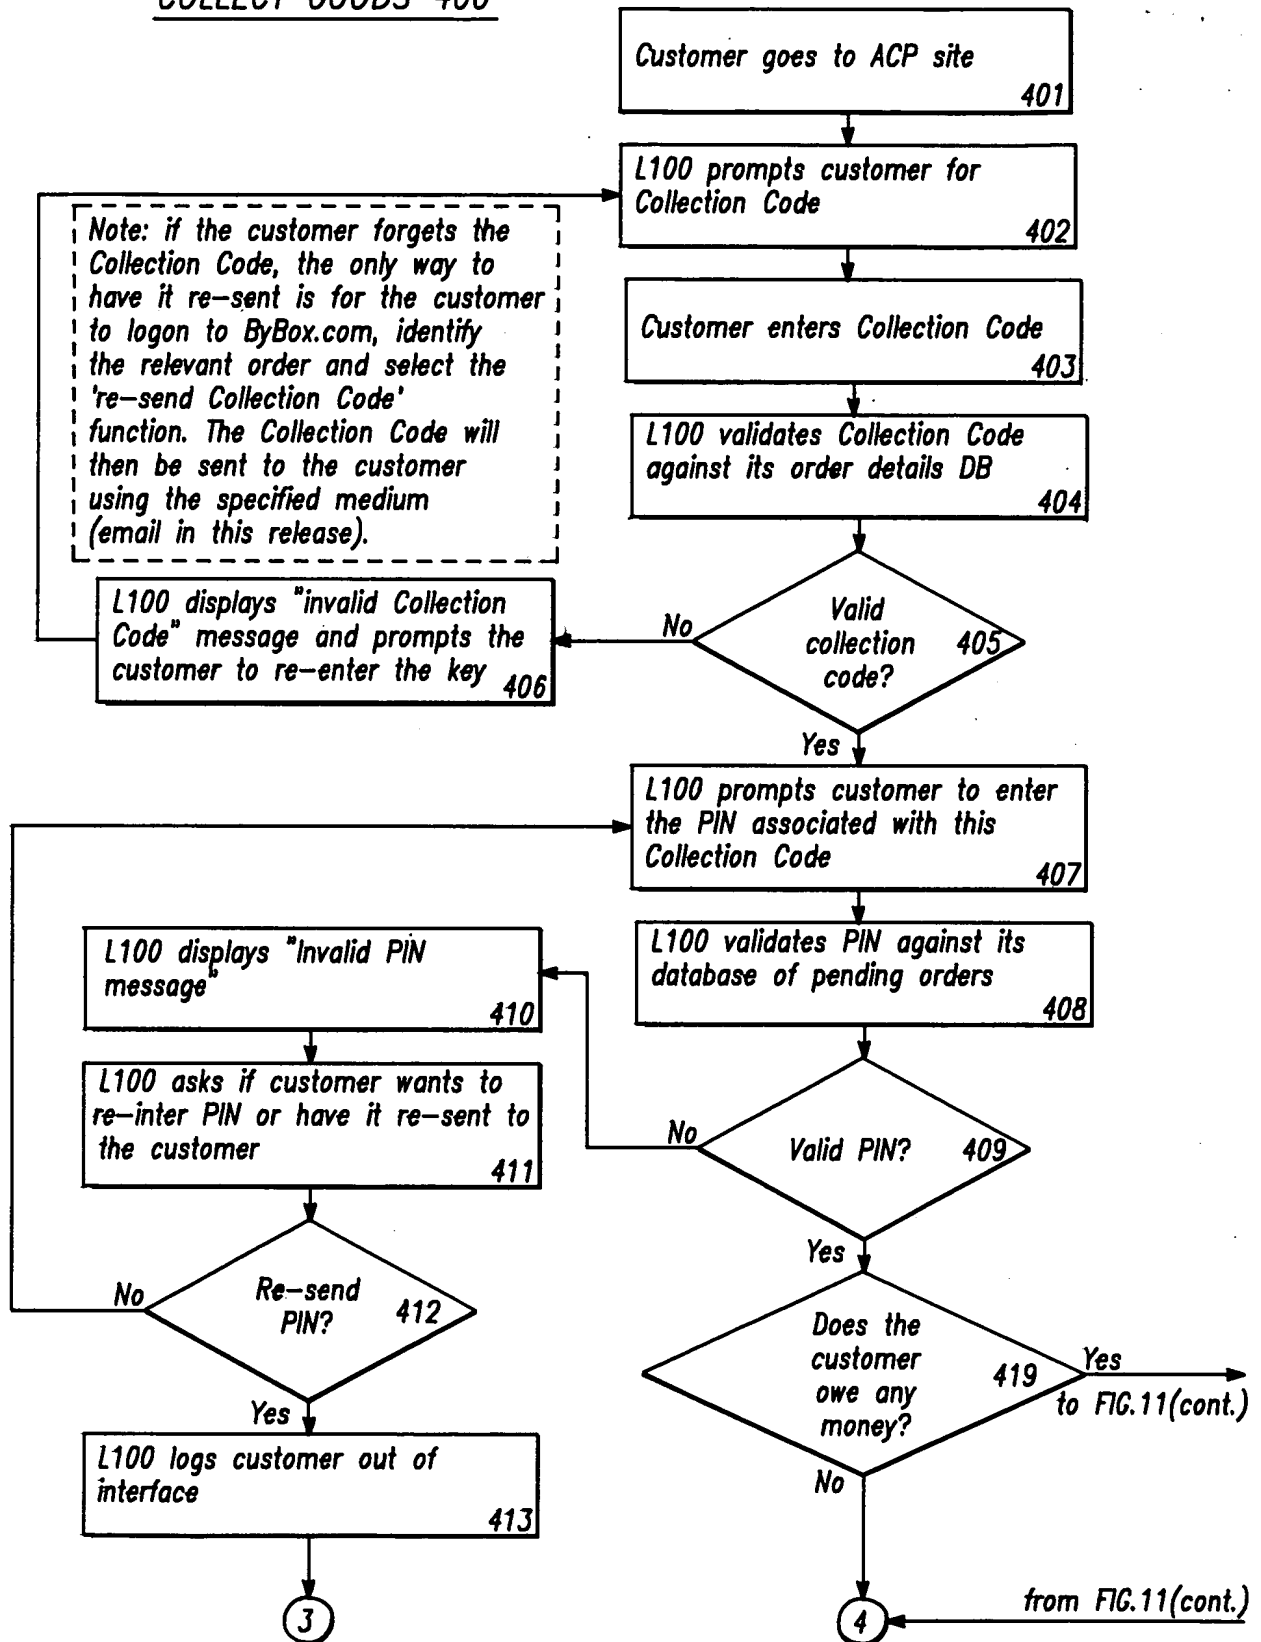 COLLECT GOODS 400
Customer goes to ACP site
401
L100 prompts customer for
Collection Code
402
Note: if the customer forgets the
Collection Code, the only way to
have it re-sent is for the customer
to logon to ByBox.com, identify
the relevant order and select the
're-send Collection Code'
function. The Collection Code will
then be sent to the customer
using the specified medium
(email in this release).
Customer enters Collection Code
403
L100 validates Collection Code
against its order details DB
404
Valid
collection
code?
405
No
L100 displays "invalid Collection
Code" message and prompts the
customer to re-enter the key
406
Yes
L100 prompts customer to enter
the PIN associated with this
Collection Code
407
L100 validates PIN against its
database of pending orders
408
L100 displays "Invalid PIN
message"
410
L100 asks if customer wants to
re-inter PIN or have it re-sent to
the customer
411
No
Valid PIN?
409
Yes
No
Re-send
PIN?
412
Does the
customer
owe any
money?
419
Yes
to FIG.11(cont.)
Yes
L100 logs customer out of
interface
413
No
3
4
from FIG.11(cont.)